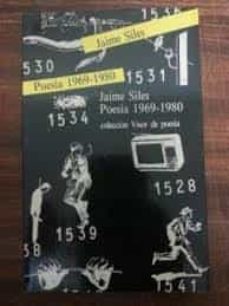 Jaime Siles
1530
1531
Poesía 1969-1980
Jaime Siles
Poesía 1969-1980
colección Visor de poesía
1534
1528
1539
38
1541